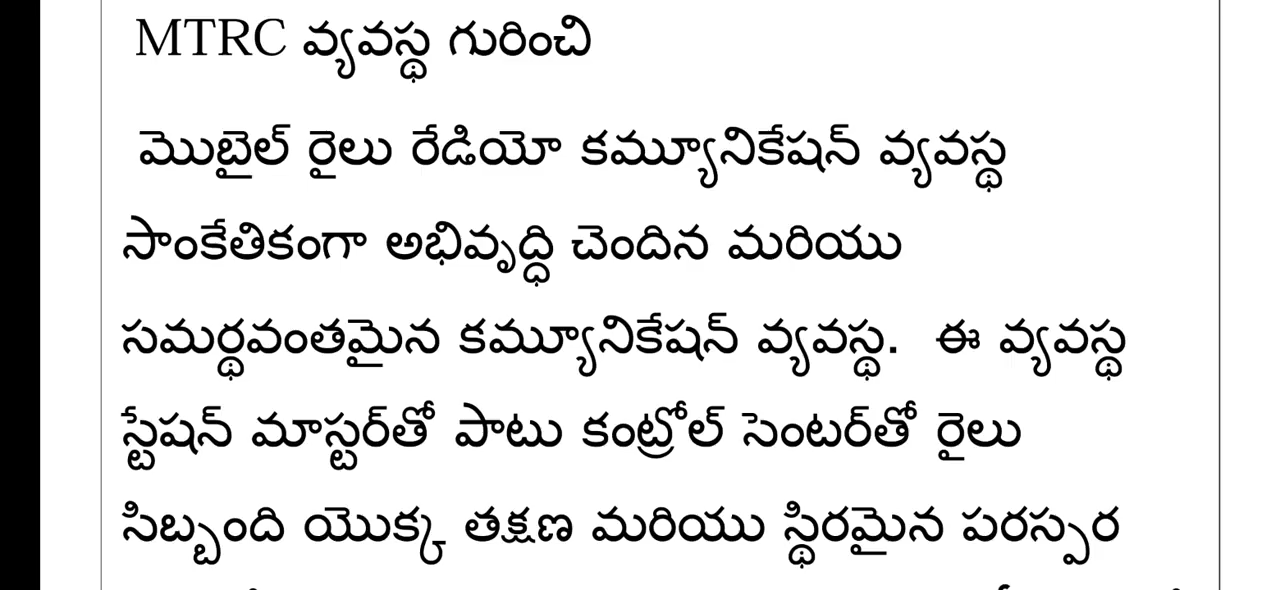 MTRC వ్యవస్థ గురించి
మొబైల్ రైలు రేడియో కమ్యూనికేషన్ వ్యవస్థ
సాంకేతికంగా అభివృద్ధి చెందిన మరియు
సమర్థవంతమైన కమ్యూనికేషన్ వ్యవస్థ.  ఈ వ్యవస్థ
స్టేషన్ మాస్టర్‌తో పాటు కంట్రోల్ సెంటర్‌తో రైలు
సిబ్బంది యొక్క తక్షణ మరియు స్థిరమైన పరస్పర